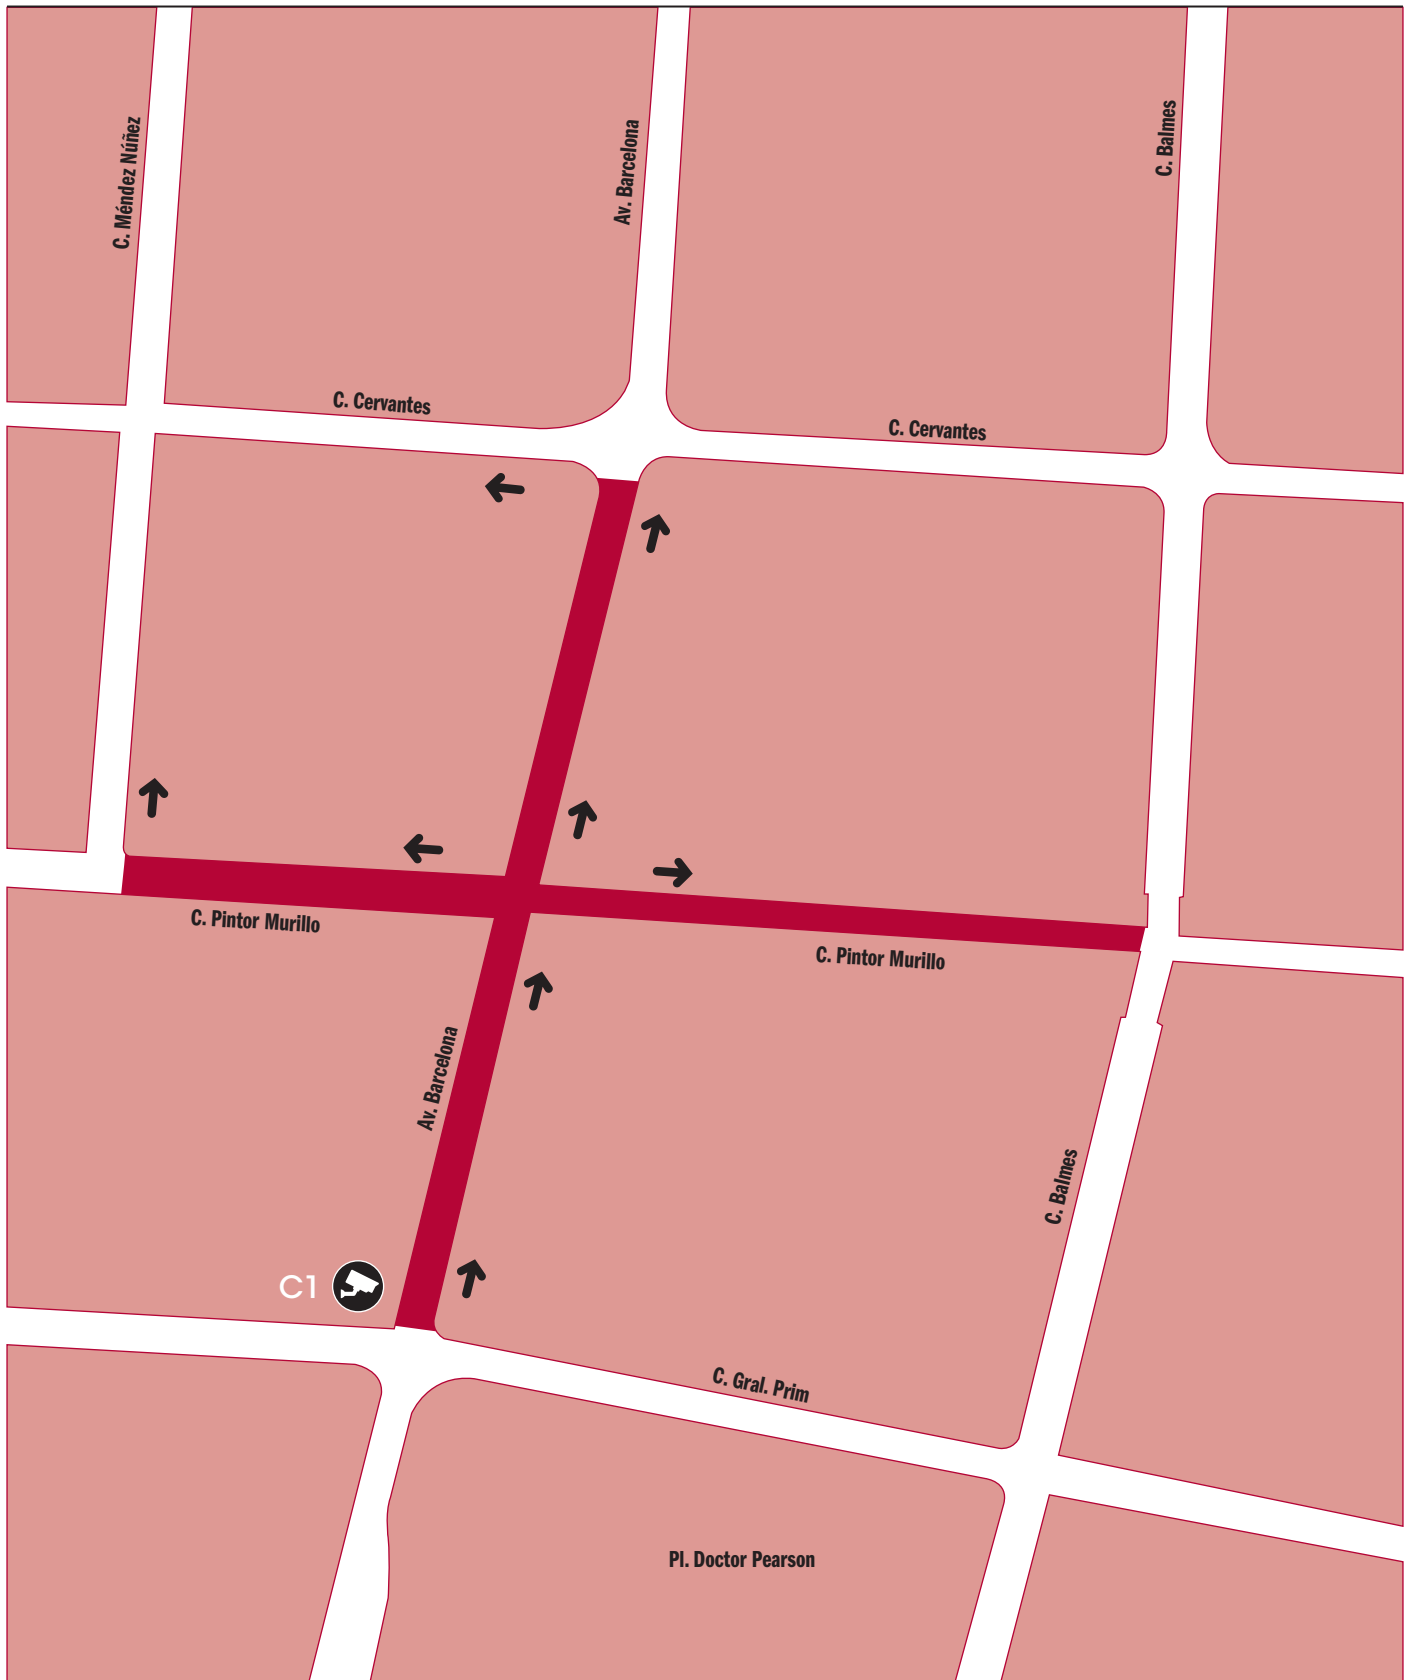 C. Méndez Núñez
Av. Barcelona
C. Balmes
C. Cervantes
C. Cervantes
C. Pintor Murillo
C. Pintor Murillo
Av. Barcelona
C. Balmes
C1
C. Gral. Prim
Pl. Doctor Pearson